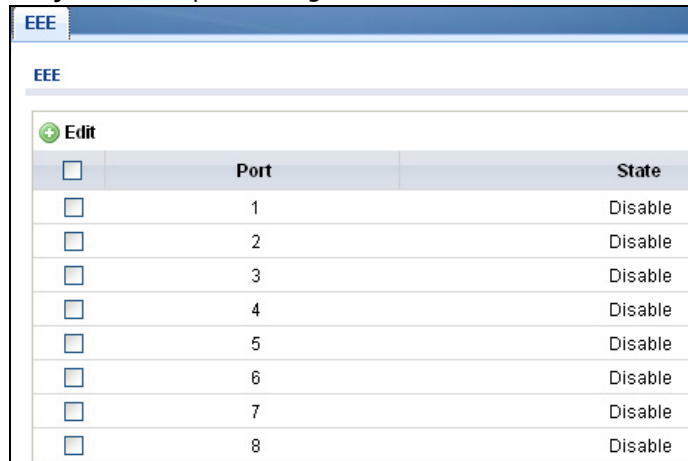 EEE
EEE
Edit
Port State
1 Disable
2 Disable
3 Disable
4 Disable
5 Disable
6 Disable
7 Disable
8 Disable